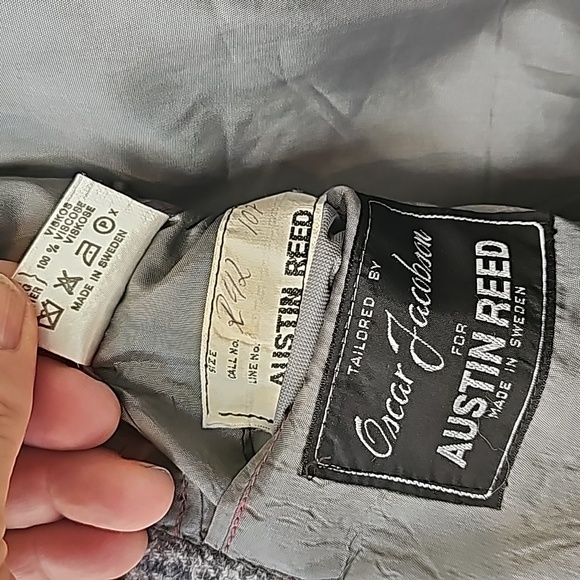 100 % VISKOS
VISCOSE
VISKOSE
MADE IN SWEDEN
SIZE
CALL No.
LINE No.
AUSTIN REED
TAILORED BY
Oscar Jacobson
FOR
AUSTIN REED
MADE IN SWEDEN